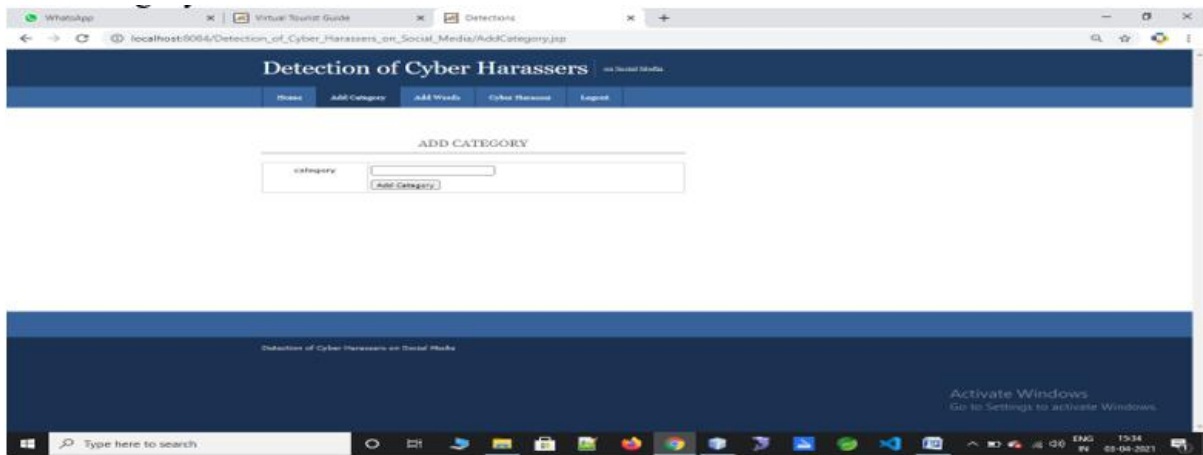 WhatsApp Virtual Tourist Guide Detections
localhost:8084/Detection_of_Cyber_Harassers_on_Social_Media/AddCategory.jsp
Detection of Cyber Harassers on Social Media
Home Add Category Add Words Cyber Harasser Logout
ADD CATEGORY
category
Add Category
Detection of Cyber Harassers on Social Media
Activate Windows
Go to Settings to activate Windows.
Type here to search
ENG 15:34
IN 03-04-2021